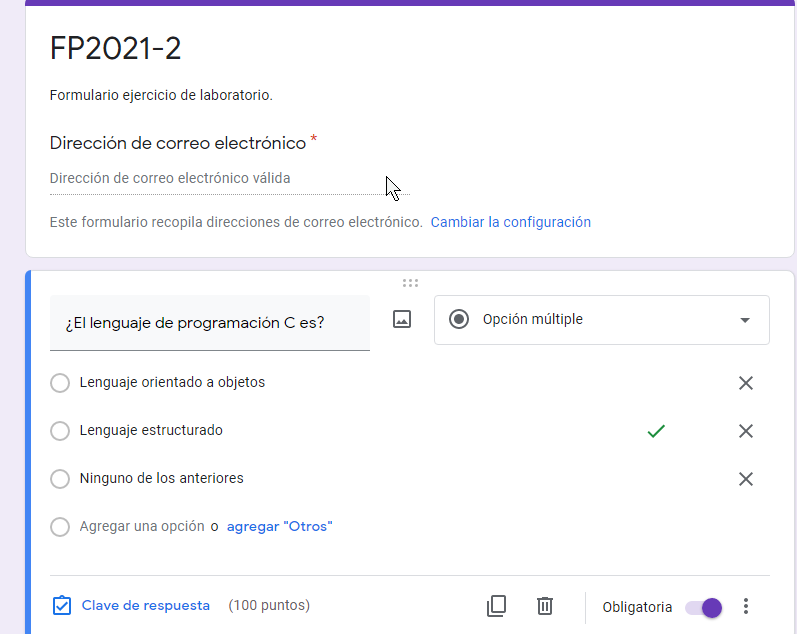 FP2021-2
Formulario ejercicio de laboratorio.
Dirección de correo electrónico *
Dirección de correo electrónico válida
Este formulario recopila direcciones de correo electrónico. Cambiar la configuración
¿El lenguaje de programación C es?
Opción múltiple
Lenguaje orientado a objetos
Lenguaje estructurado
Ninguno de los anteriores
Agregar una opción o agregar "Otros"
Clave de respuesta (100 puntos)
Obligatoria